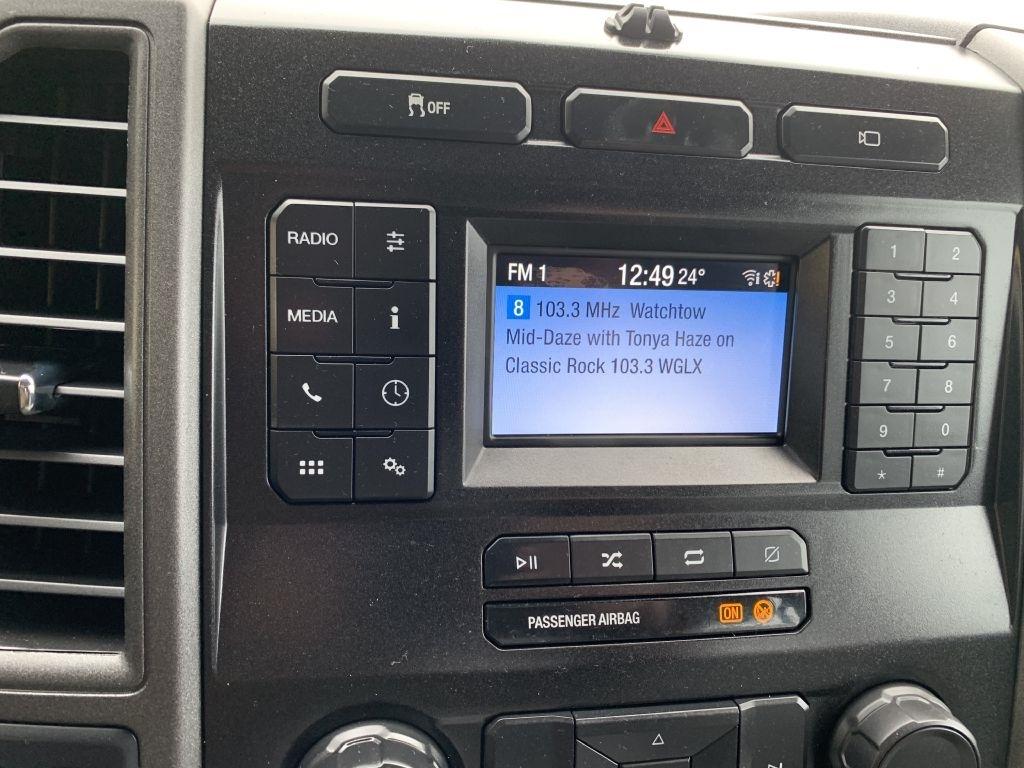 OFF
RADIO
MEDIA
FM 1 12:49 24°
8 103.3 MHz Watchtow
Mid-Daze with Tonya Haze on
Classic Rock 103.3 WGLX
1 2
3 4
5 6
7 8
9 0
* #
PASSENGER AIRBAG ON